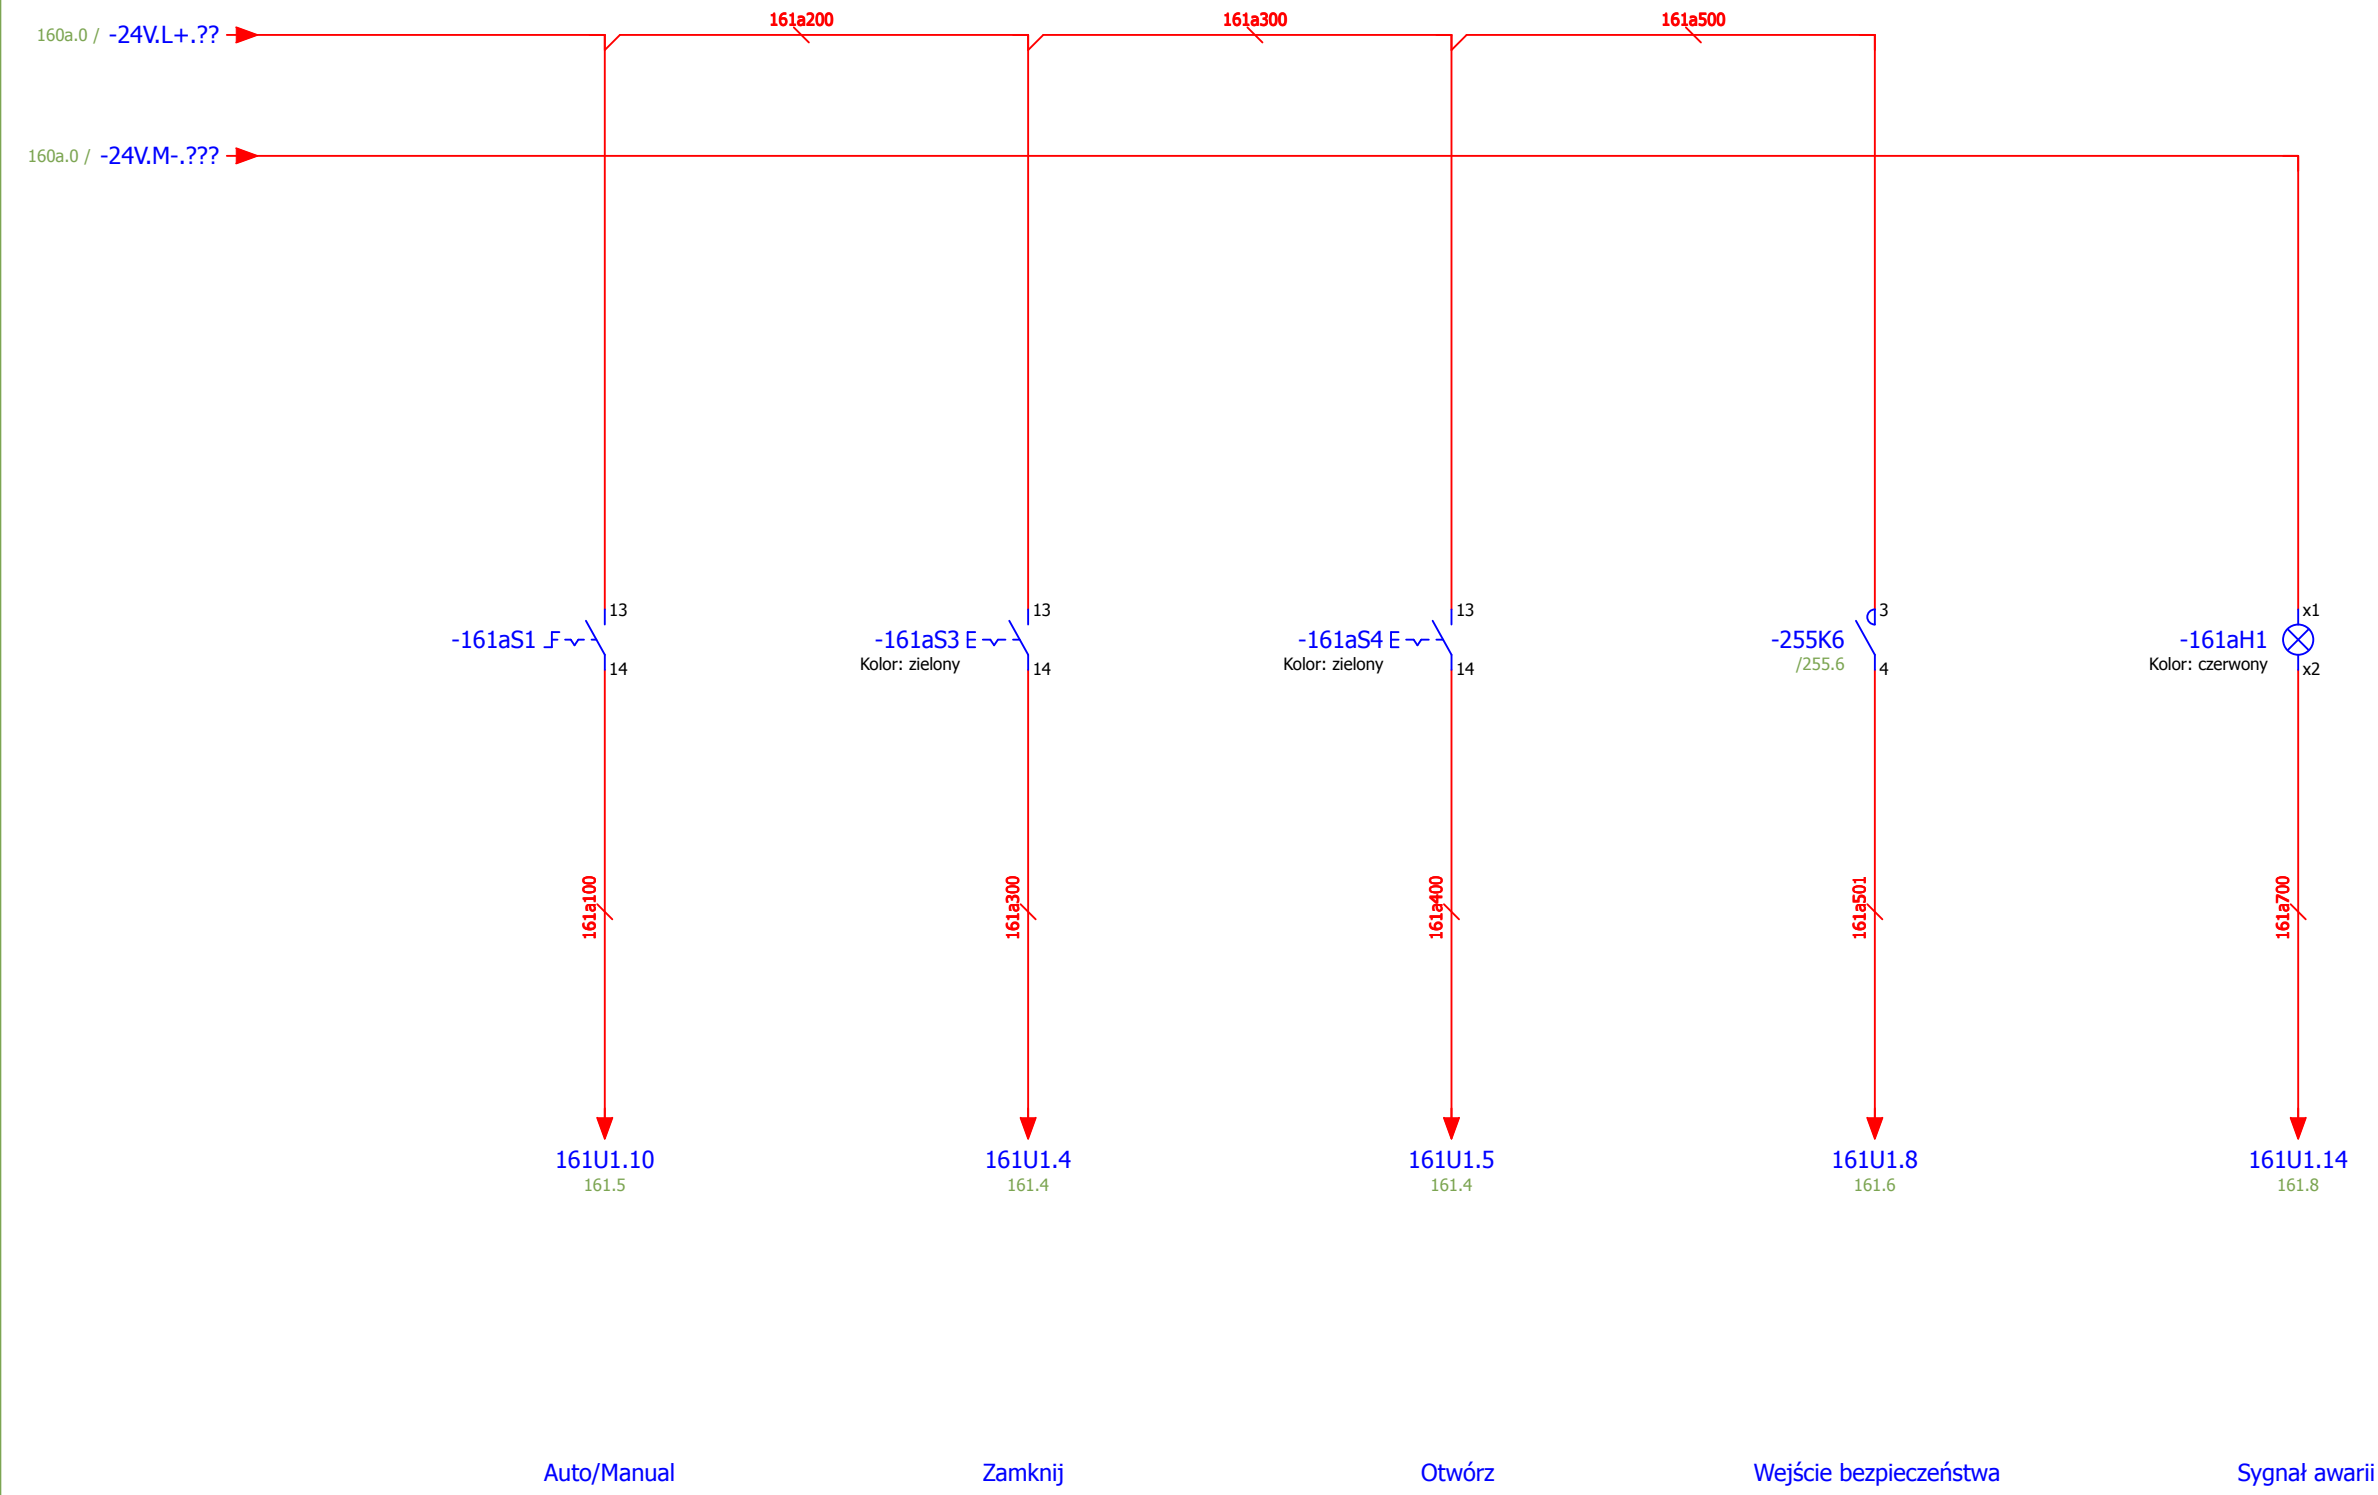 161a200
161a300
161a500
160a.0 / -24V.L+.??
160a.0 / -24V.M-.???
13
13
13
3
x1
-161aS1
-161aS3
-161aS4
-255K6
-161aH1
Kolor: zielony
Kolor: zielony
/255.6
Kolor: czerwony
14
14
14
4
x2
161a100
161a300
161a400
161a501
161a700
161U1.10
161U1.4
161U1.5
161U1.8
161U1.14
161.5
161.4
161.4
161.6
161.8
Auto/Manual
Zamknij
Otwórz
Wejście bezpieczeństwa
Sygnał awarii